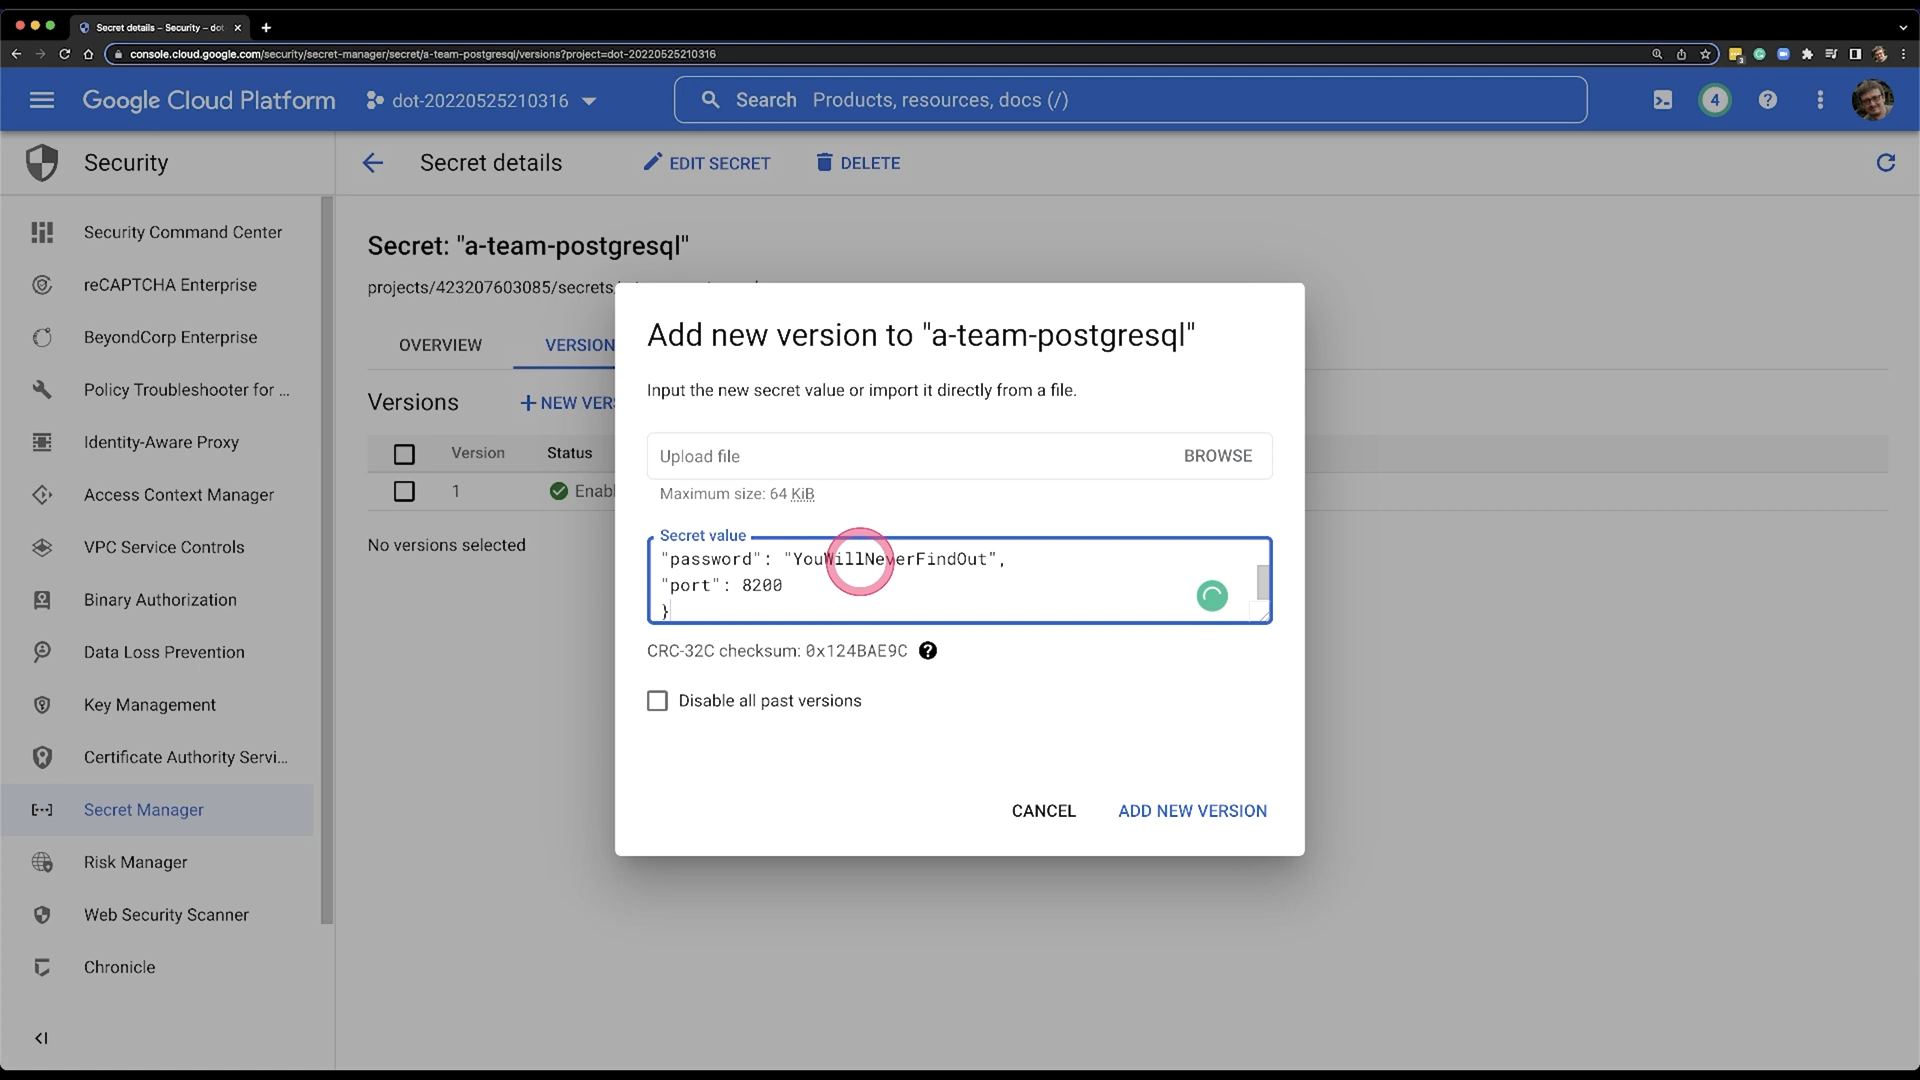 Secret details – Security – dot
console.cloud.google.com/security/secret-manager/secret/a-team-postgresql/versions?project=dot-20220525210316
3
Google Cloud Platform
dot-20220525210316
Search Products, resources, docs (/)
4
Security
Secret details
EDIT SECRET
DELETE
Security Command Center
reCAPTCHA Enterprise
BeyondCorp Enterprise
Policy Troubleshooter for ...
Identity-Aware Proxy
Access Context Manager
VPC Service Controls
Binary Authorization
Data Loss Prevention
Key Management
Certificate Authority Servi...
Secret Manager
Risk Manager
Web Security Scanner
Chronicle
Secret: "a-team-postgresql"
projects/423207603085/secrets
OVERVIEW
VERSION
Versions
+ NEW VERS
Version
Status
1
Enabl
No versions selected
Add new version to "a-team-postgresql"
Input the new secret value or import it directly from a file.
Upload file
BROWSE
Maximum size: 64 KiB
Secret value
"password": "YouWillNeverFindOut",
"port": 8200
}
CRC-32C checksum: 0x124BAE9C
Disable all past versions
CANCEL
ADD NEW VERSION